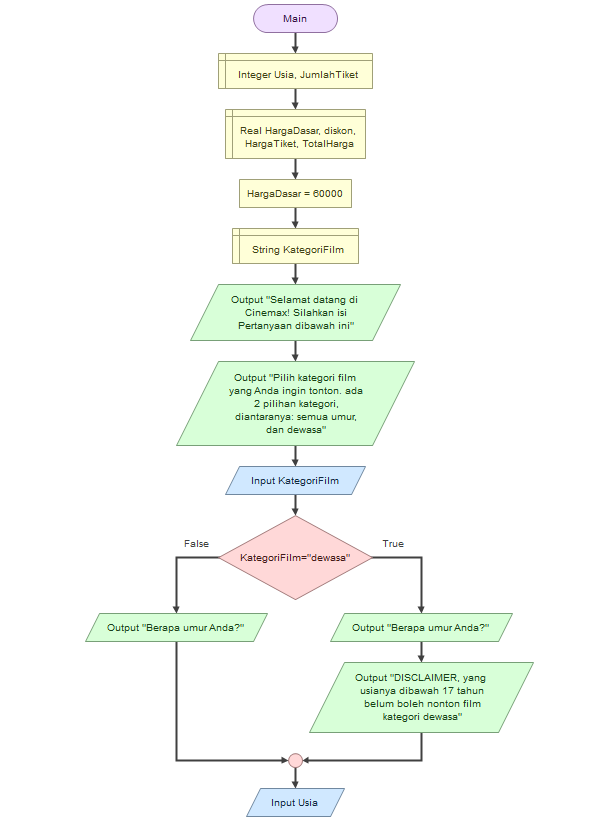 Main
Integer Usia, JumlahTiket
Real HargaDasar, diskon,
HargaTiket, TotalHarga
HargaDasar = 60000
String KategoriFilm
Output "Selamat datang di
Cinemax! Silahkan isi
Pertanyaan dibawah ini"
Output "Pilih kategori film
yang Anda ingin tonton. ada
2 pilihan kategori,
diantaranya: semua umur,
dan dewasa"
Input KategoriFilm
False
True
KategoriFilm="dewasa"
Output "Berapa umur Anda?"
Output "Berapa umur Anda?"
Output "DISCLAIMER, yang
usianya dibawah 17 tahun
belum boleh nonton film
kategori dewasa"
Input Usia